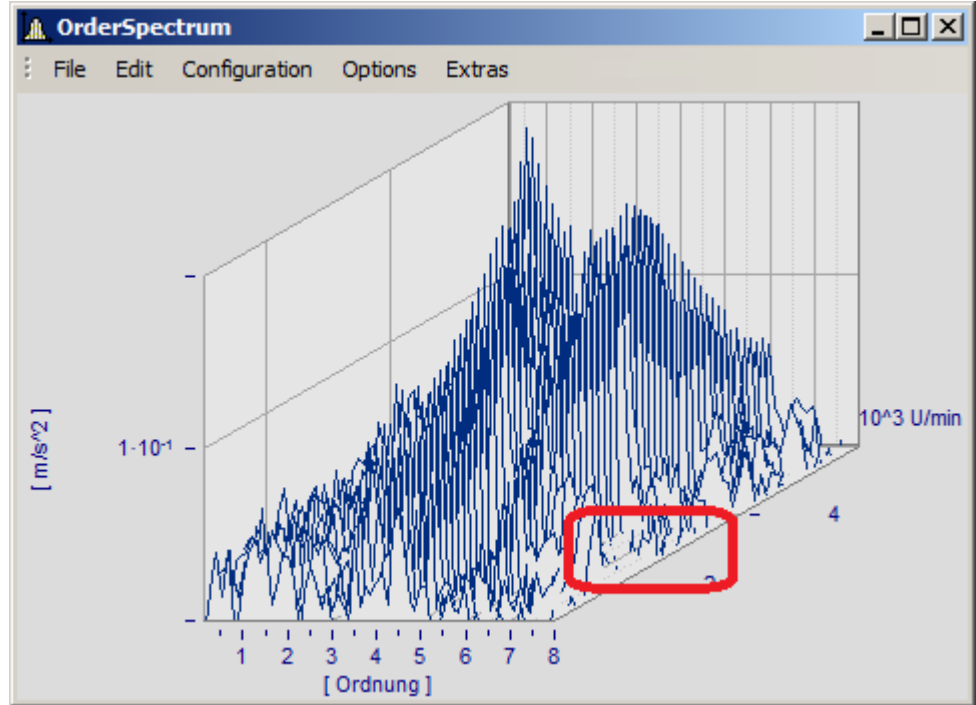 OrderSpectrum
File Edit Configuration Options Extras
[ m/s^2 ]
1·10⁻¹
10^3 U/min
4
1 2 3 4 5 6 7 8
[ Ordnung ]